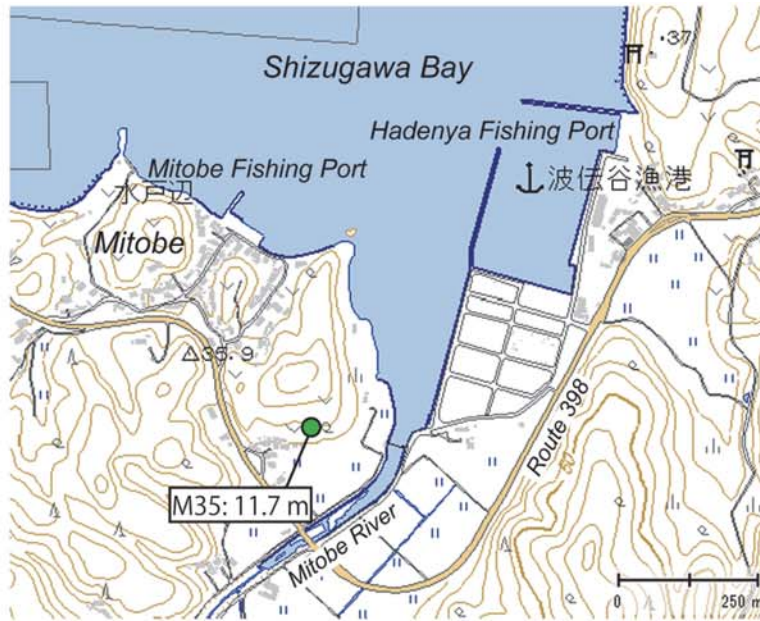 ·37
Shizugawa Bay
Hadenya Fishing Port
Mitobe Fishing Port
波伝谷漁港
水戸辺
Mitobe
△35.9
Route 398
50
M35: 11.7 m
Mitobe River
0 250 m